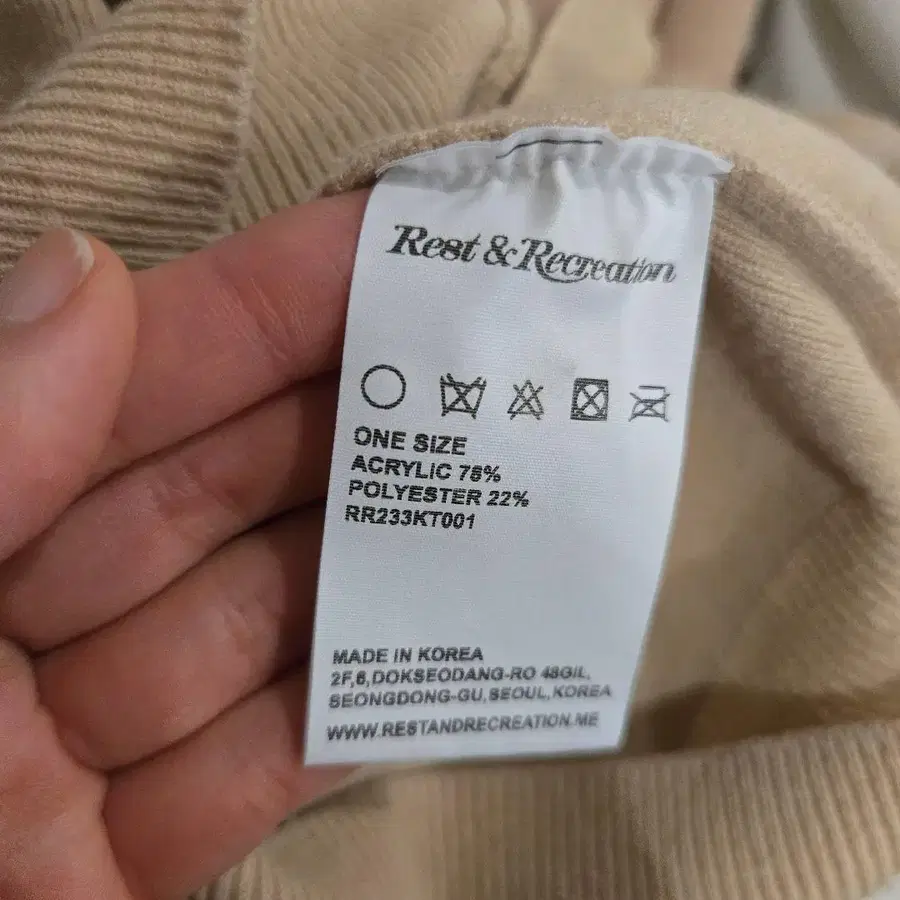 Rest & Recreation
ONE SIZE
ACRYLIC 78%
POLYESTER 22%
RR233KT001
MADE IN KOREA
2F,6,DOKSEODANG-RO 48GIL,
SEONGDONG-GU,SEOUL,KOREA
WWW.RESTANDRECREATION.ME